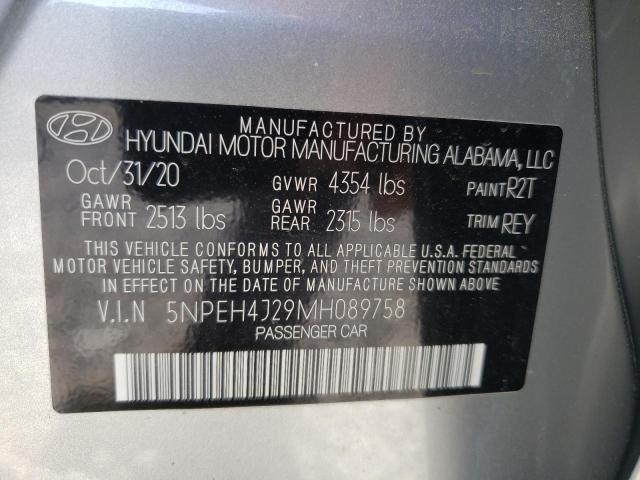 MANUFACTURED BY
HYUNDAI MOTOR MANUFACTURING ALABAMA, LLC
Oct/31/20 GVWR 4354 lbs PAINT R2T
GAWR FRONT 2513 lbs GAWR REAR 2315 lbs TRIM REY
THIS VEHICLE CONFORMS TO ALL APPLICABLE U.S.A. FEDERAL
MOTOR VEHICLE SAFETY, BUMPER, AND THEFT PREVENTION STANDARDS
IN EFFECT ON THE DATE OF MANUFACTURE SHOWN ABOVE
V.I.N 5NPEH4J29MH089758
PASSENGER CAR